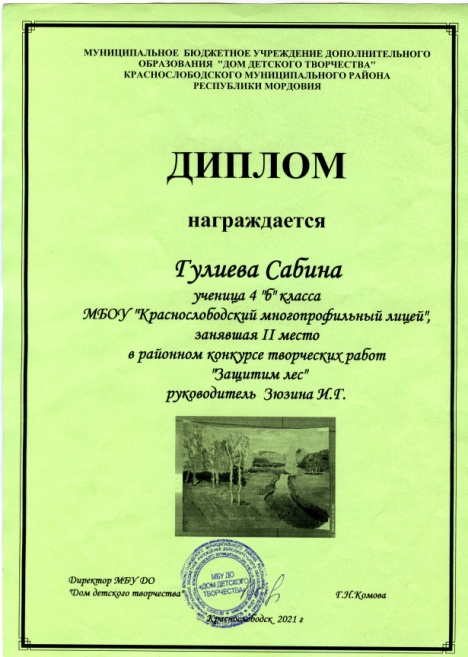 МУНИЦИПАЛЬНОЕ БЮДЖЕТНОЕ УЧРЕЖДЕНИЕ ДОПОЛНИТЕЛЬНОГО
ОБРАЗОВАНИЯ "ДОМ ДЕТСКОГО ТВОРЧЕСТВА"
КРАСНОСЛОБОДСКОГО МУНИЦИПАЛЬНОГО РАЙОНА
РЕСПУБЛИКИ МОРДОВИЯ
ДИПЛОМ
награждается
Гулиева Сабина
ученица 4 "б" класса
МБОУ "Краснослободский многопрофильный лицей",
занявшая II место
в районном конкурсе творческих работ
"Защитим лес"
руководитель Зюзина И.Г.
МБУ ДО
«ДОМ ДЕТСКОГО
ТВОРЧЕСТВА»
Директор МБУ ДО
"Дом детского творчества"
Г.Н.Комова
Краснослободск 2021 г